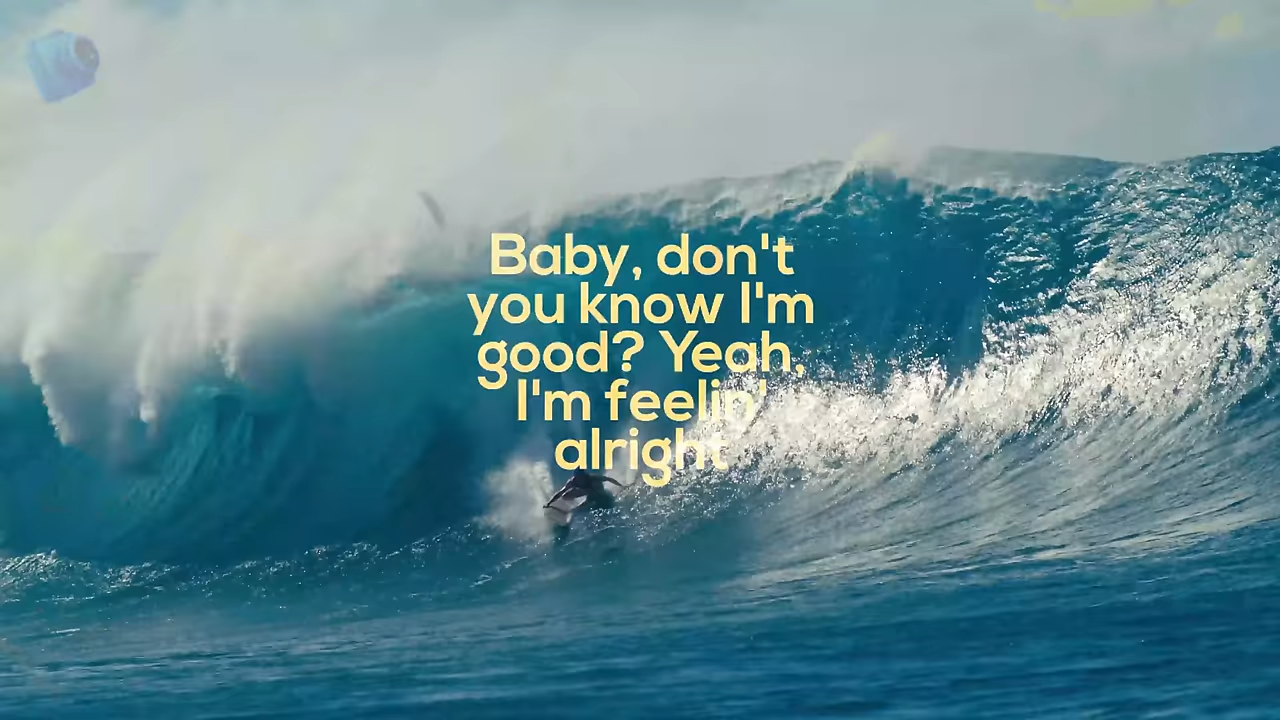 Baby, don't
you know I'm
good? Yeah,
I'm feelin'
alright